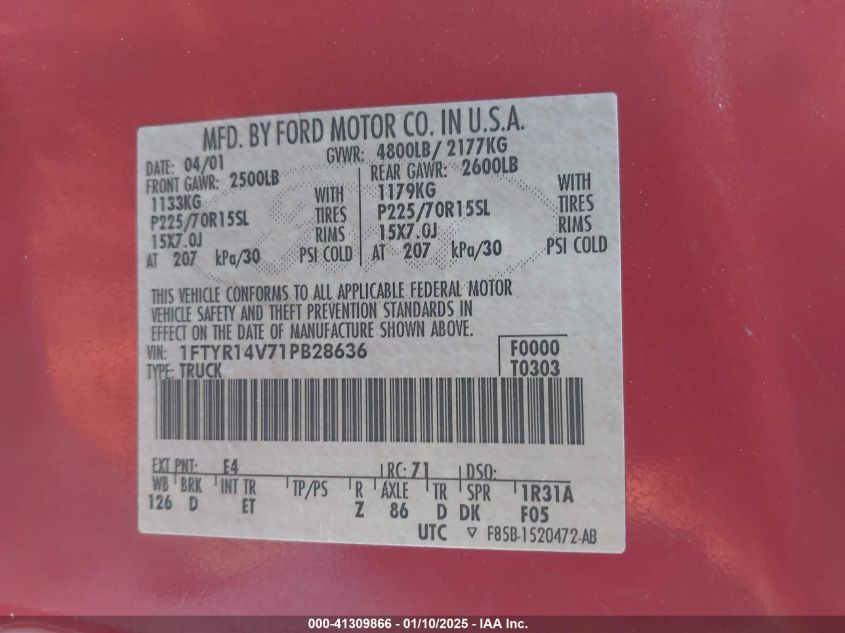 MFD. BY FORD MOTOR CO. IN U.S.A.
DATE: 04/01 GVWR: 4800LB/ 2177KG
FRONT GAWR: 2500LB REAR GAWR: 2600LB
1133KG WITH 1179KG WITH
P225/70R15SL TIRES P225/70R15SL TIRES
15X7.0J RIMS 15X7.0J RIMS
AT 207 kPa/30 PSI COLD AT 207 kPa/30 PSI COLD
THIS VEHICLE CONFORMS TO ALL APPLICABLE FEDERAL MOTOR
VEHICLE SAFETY AND THEFT PREVENTION STANDARDS IN
EFFECT ON THE DATE OF MANUFACTURE SHOWN ABOVE.
VIN: 1FTYR14V71PB28636 F0000
TYPE: TRUCK T0303
EXT PNT: E4 RC: 71 DSO:
WB BRK INT TR TP/PS R AXLE TR SPR 1R31A
126 D ET Z 86 D DK F05
UTC ▽ F85B-1520472-AB
000-41309866 - 01/10/2025 - IAA Inc.